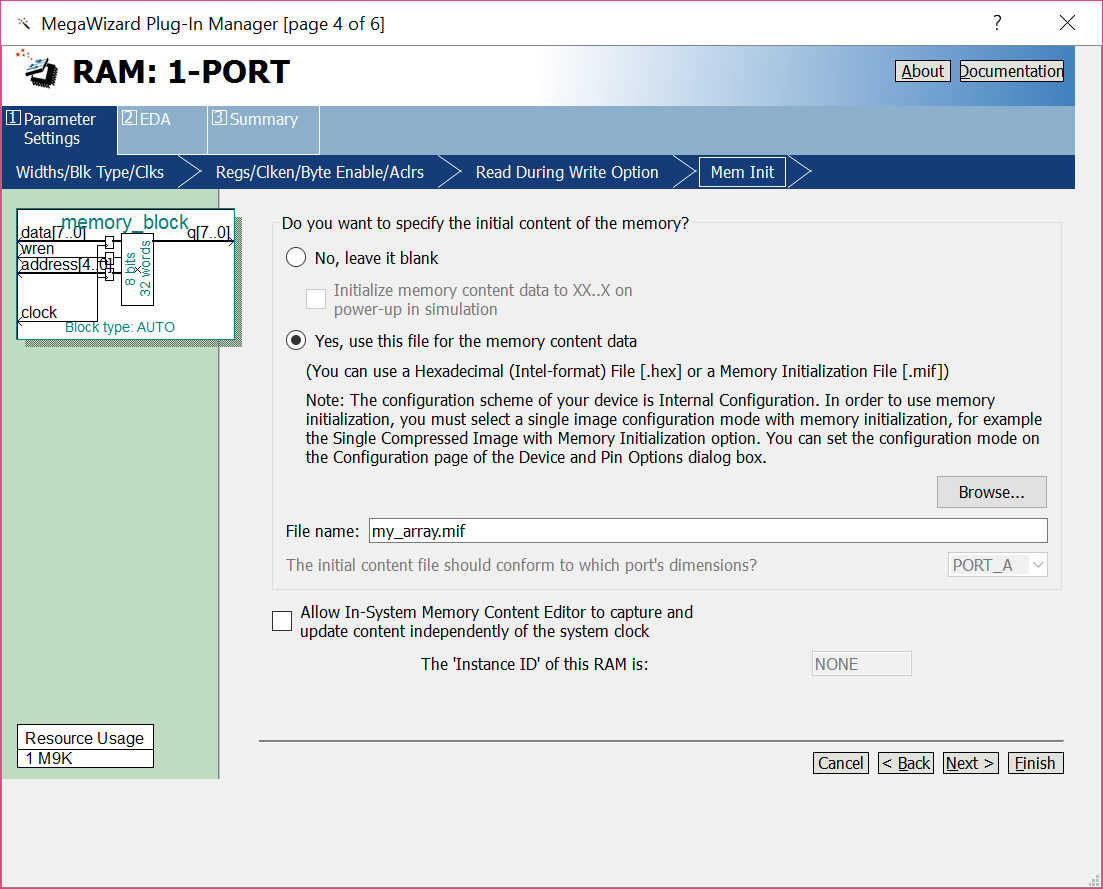 MegaWizard Plug-In Manager [page 4 of 6]
?
RAM: 1-PORT
About
Documentation
1 Parameter
Settings
2 EDA
3 Summary
Widths/Blk Type/Clks
Regs/Clken/Byte Enable/Aclrs
Read During Write Option
Mem Init
memory_block
data[7..0]
q[7..0]
wren
address[4..0]
8 bits
32 words
clock
Block type: AUTO
Do you want to specify the initial content of the memory?
No, leave it blank
Initialize memory content data to XX..X on
power-up in simulation
Yes, use this file for the memory content data
(You can use a Hexadecimal (Intel-format) File [.hex] or a Memory Initialization File [.mif])
Note: The configuration scheme of your device is Internal Configuration. In order to use memory
initialization, you must select a single image configuration mode with memory initialization, for example
the Single Compressed Image with Memory Initialization option. You can set the configuration mode on
the Configuration page of the Device and Pin Options dialog box.
Browse...
File name: my_array.mif
The initial content file should conform to which port's dimensions? PORT_A
Allow In-System Memory Content Editor to capture and
update content independently of the system clock
The 'Instance ID' of this RAM is: NONE
Resource Usage
1 M9K
Cancel
< Back
Next >
Finish